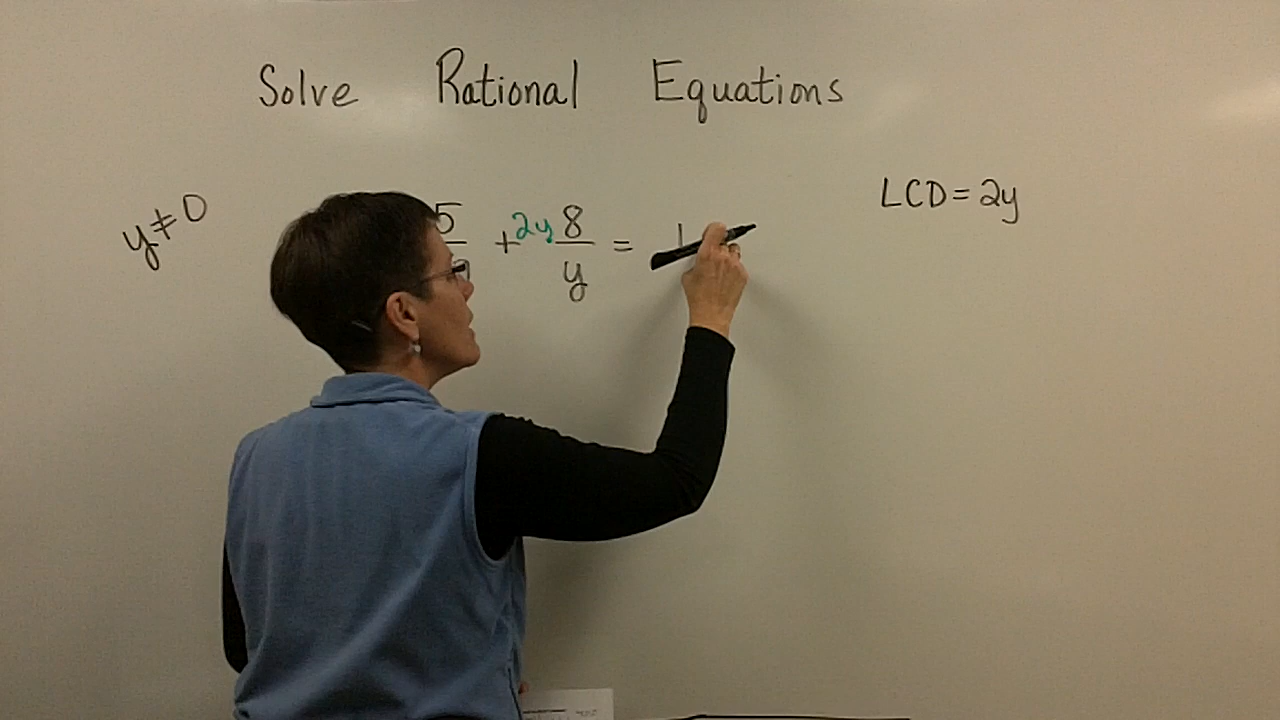 Solve Rational Equations
LCD = 2y
y ≠ 0
5 + 2y 8 =
y